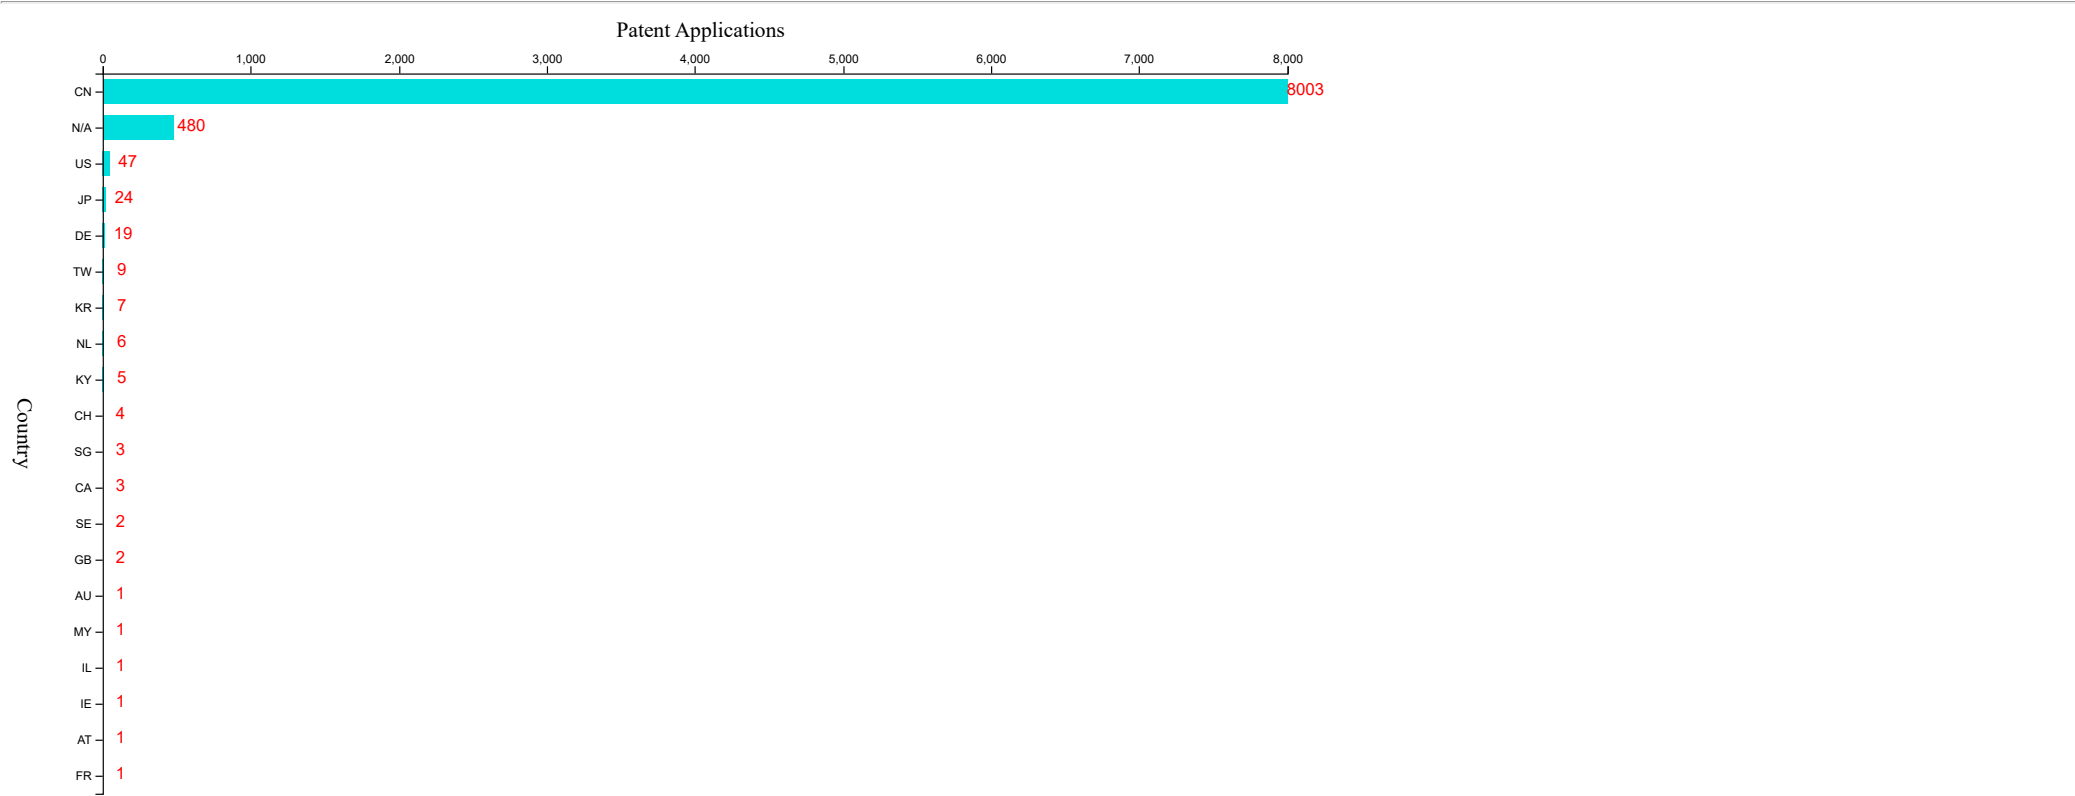 Patent Applications
0 1,000 2,000 3,000 4,000 5,000 6,000 7,000 8,000
CN 8003
N/A 480
US 47
JP 24
DE 19
TW 9
KR 7
NL 6
KY 5
CH 4
SG 3
CA 3
SE 2
GB 2
AU 1
MY 1
IL 1
IE 1
AT 1
FR 1
Country